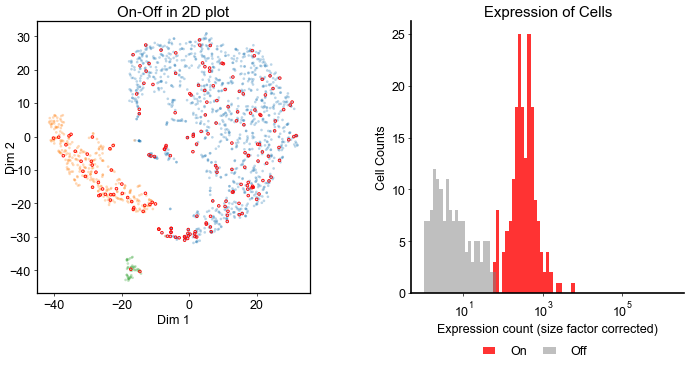 On-Off in 2D plot
Expression of Cells
30
20
10
0
−10
−20
−30
−40
Dim 2
−40
−20
0
20
Dim 1
25
20
15
10
5
0
Cell Counts
10^1
10^3
10^5
Expression count (size factor corrected)
On
Off